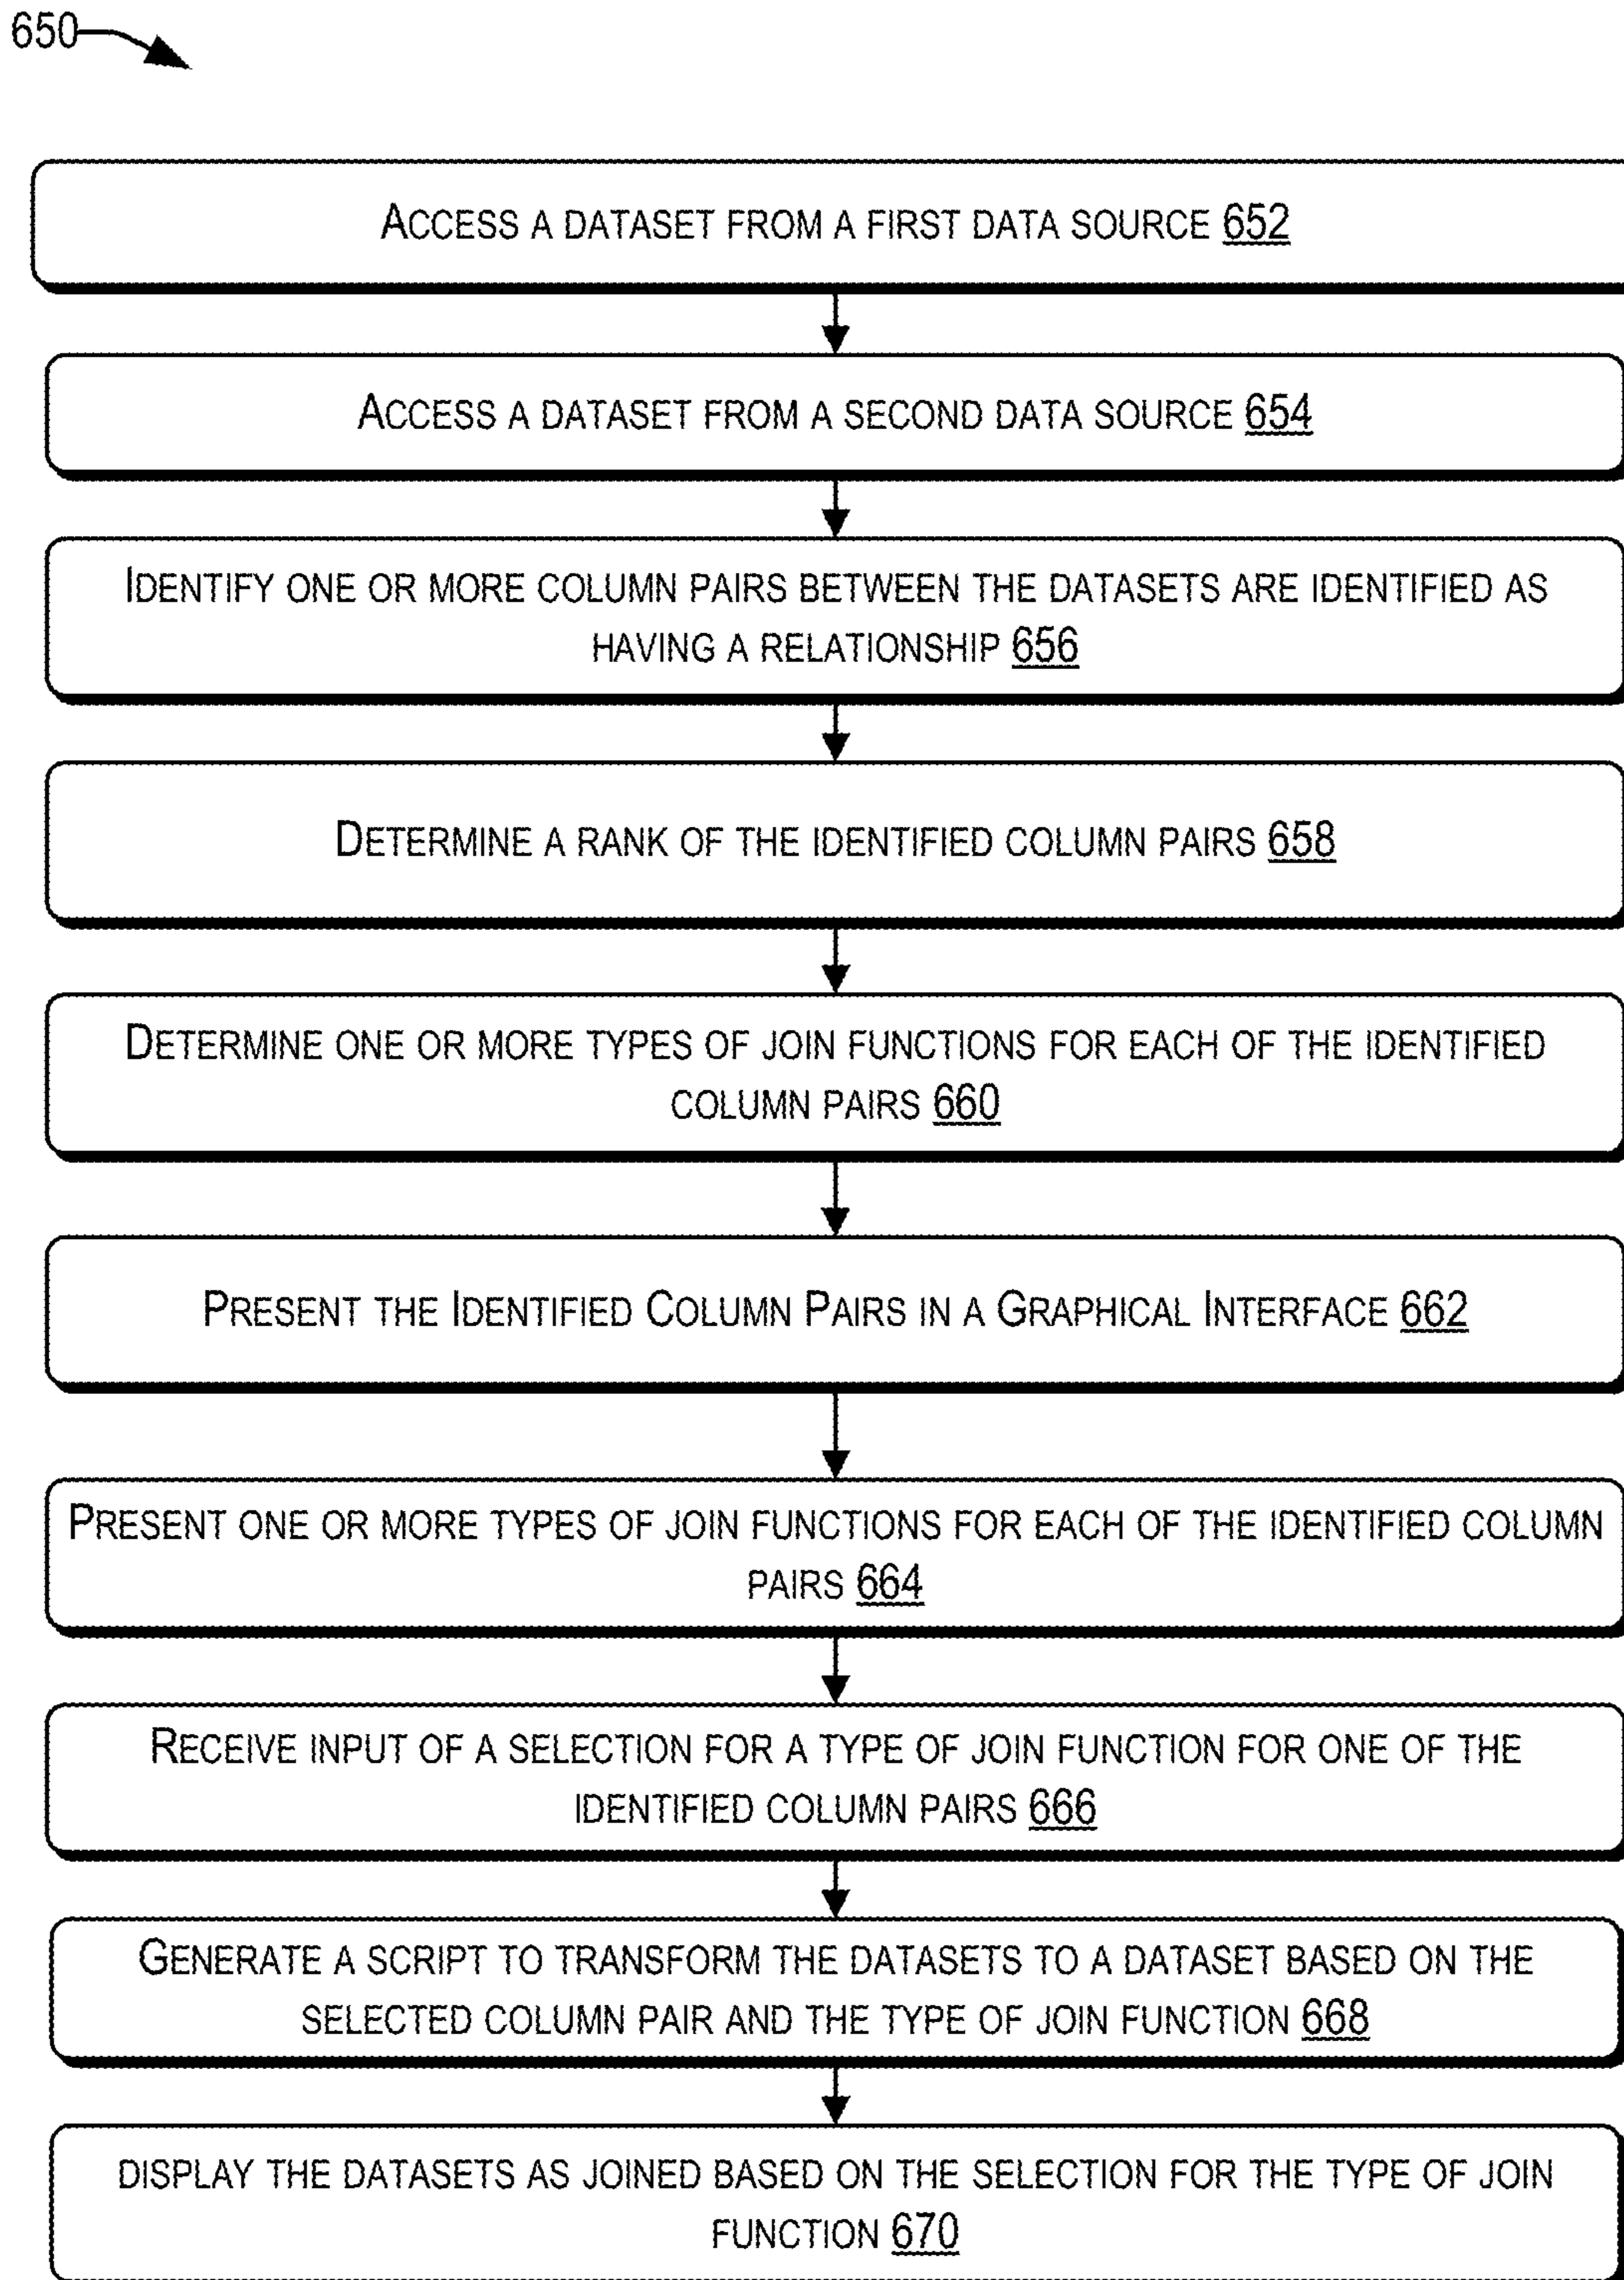 650
ACCESS A DATASET FROM A FIRST DATA SOURCE 652
ACCESS A DATASET FROM A SECOND DATA SOURCE 654
IDENTIFY ONE OR MORE COLUMN PAIRS BETWEEN THE DATASETS ARE IDENTIFIED AS
HAVING A RELATIONSHIP 656
DETERMINE A RANK OF THE IDENTIFIED COLUMN PAIRS 658
DETERMINE ONE OR MORE TYPES OF JOIN FUNCTIONS FOR EACH OF THE IDENTIFIED
COLUMN PAIRS 660
PRESENT THE IDENTIFIED COLUMN PAIRS IN A GRAPHICAL INTERFACE 662
PRESENT ONE OR MORE TYPES OF JOIN FUNCTIONS FOR EACH OF THE IDENTIFIED COLUMN
PAIRS 664
RECEIVE INPUT OF A SELECTION FOR A TYPE OF JOIN FUNCTION FOR ONE OF THE
IDENTIFIED COLUMN PAIRS 666
GENERATE A SCRIPT TO TRANSFORM THE DATASETS TO A DATASET BASED ON THE
SELECTED COLUMN PAIR AND THE TYPE OF JOIN FUNCTION 668
DISPLAY THE DATASETS AS JOINED BASED ON THE SELECTION FOR THE TYPE OF JOIN
FUNCTION 670